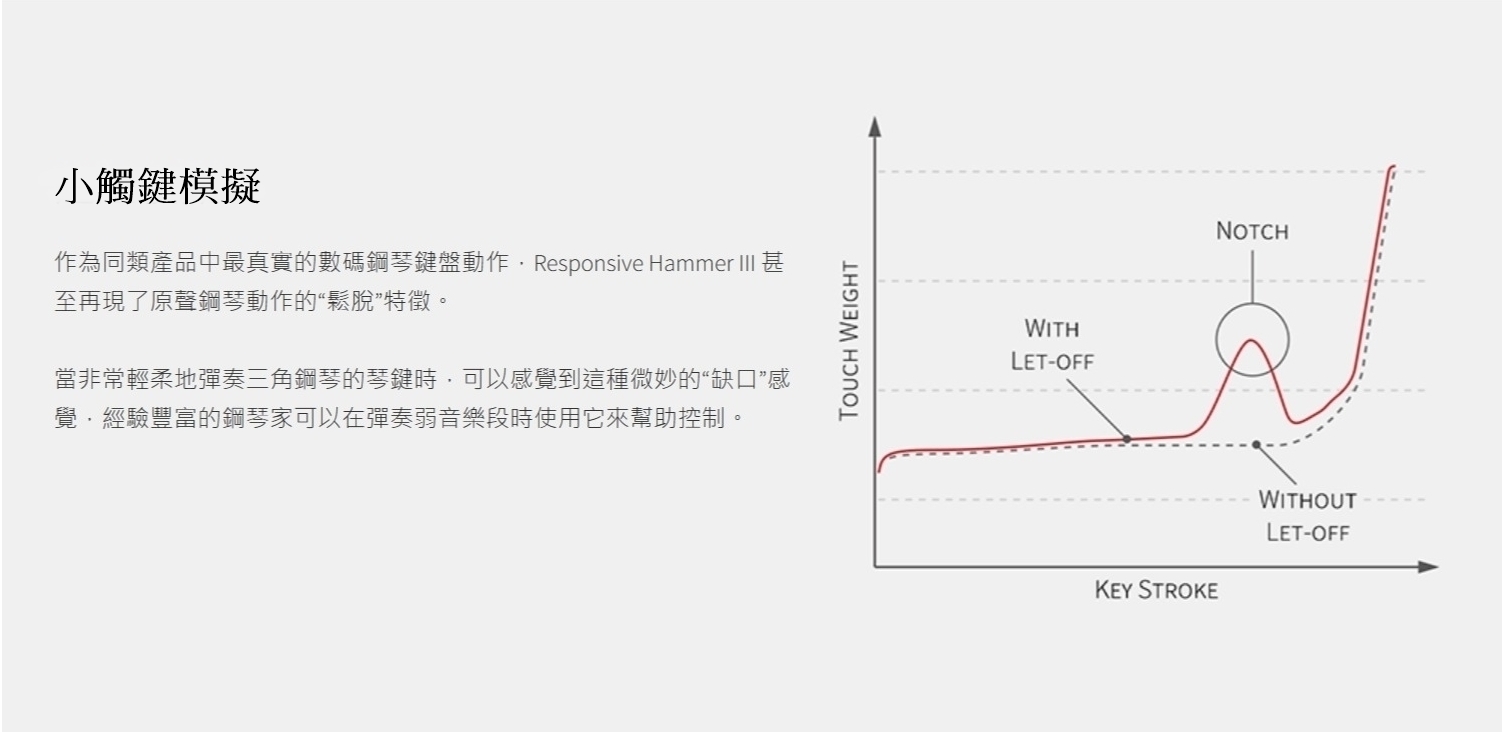 小觸鍵模擬
作為同類產品中最真實的數碼鋼琴鍵盤動作，Responsive Hammer III 甚
至再現了原聲鋼琴動作的“鬆脫”特徵。
當非常輕柔地彈奏三角鋼琴的琴鍵時，可以感覺到這種微妙的“缺口”感
覺，經驗豐富的鋼琴家可以在彈奏弱音樂段時使用它來幫助控制。
NOTCH
WITH
LET-OFF
TOUCH WEIGHT
WITHOUT
LET-OFF
KEY STROKE